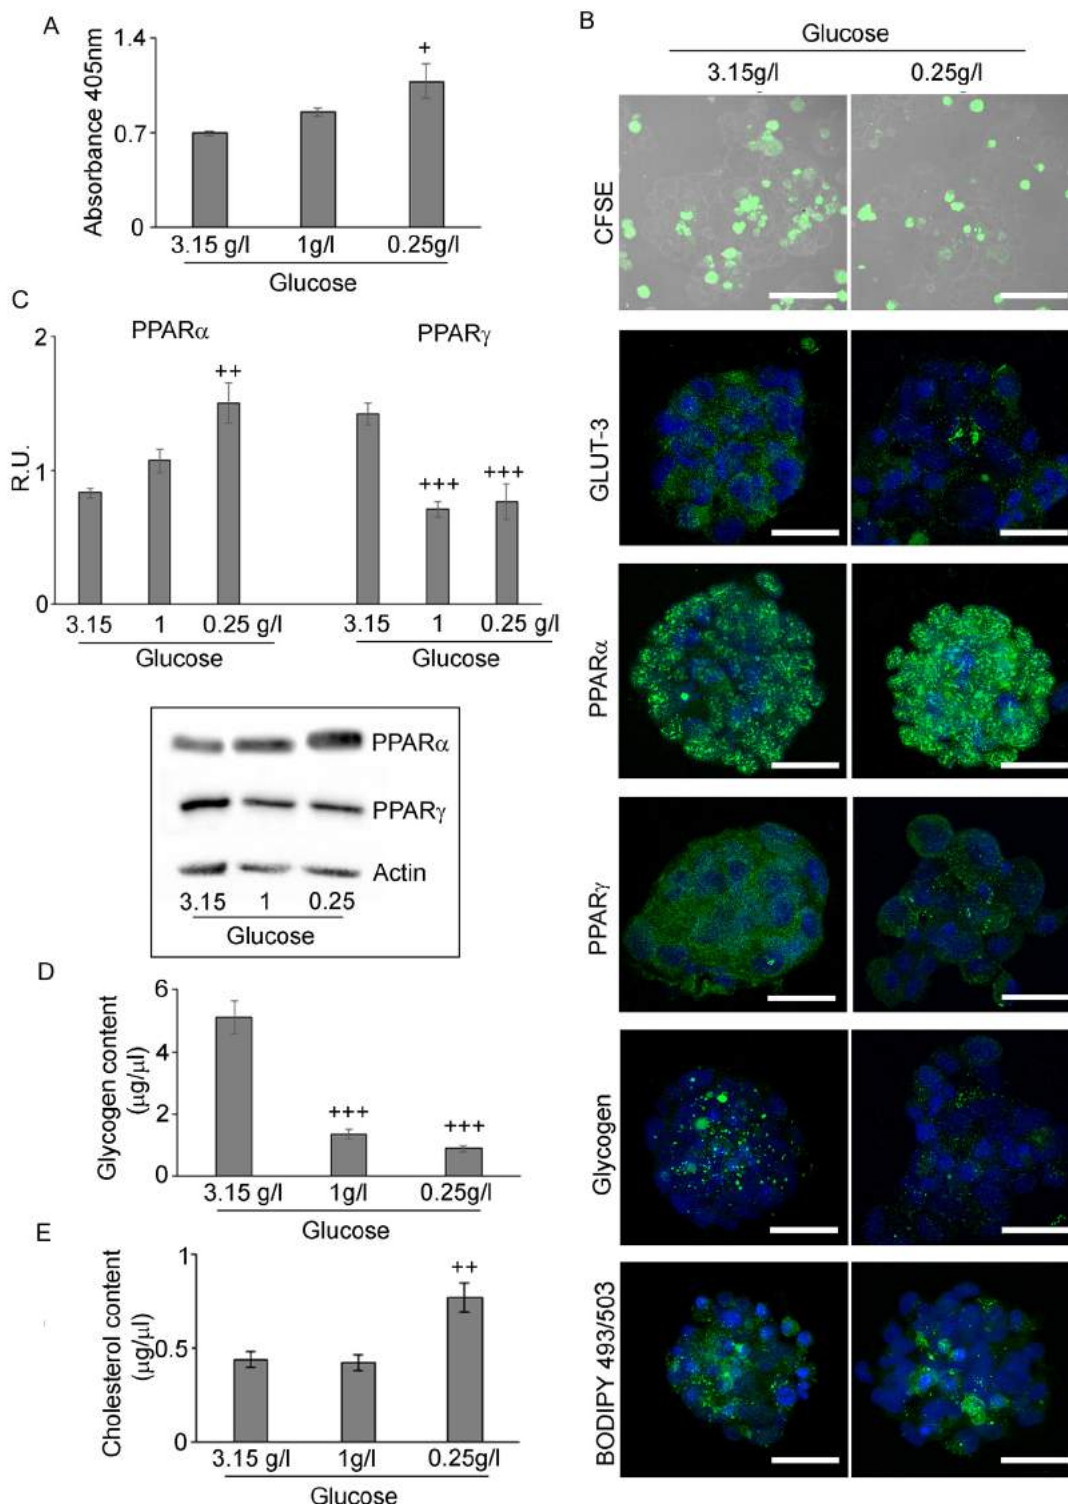 A
Absorbance 405nm
1.4
0.7
0
+
3.15 g/l 1g/l 0.25g/l
Glucose
B
Glucose
3.15g/l 0.25g/l
CFSE
GLUT-3
PPARα
PPARγ
Glycogen
BODIPY 493/503
C
PPARα PPARγ
R.U.
2
1
0
++
+++
+++
3.15 1 0.25 g/l
Glucose
3.15 1 0.25 g/l
Glucose
PPARα
PPARγ
Actin
3.15 1 0.25
Glucose
D
Glycogen content
(µg/µl)
6
4
2
0
+++
+++
3.15 g/l 1g/l 0.25g/l
Glucose
E
Cholesterol content
(µg/µl)
1
0.5
0
++
3.15 g/l 1g/l 0.25g/l
Glucose